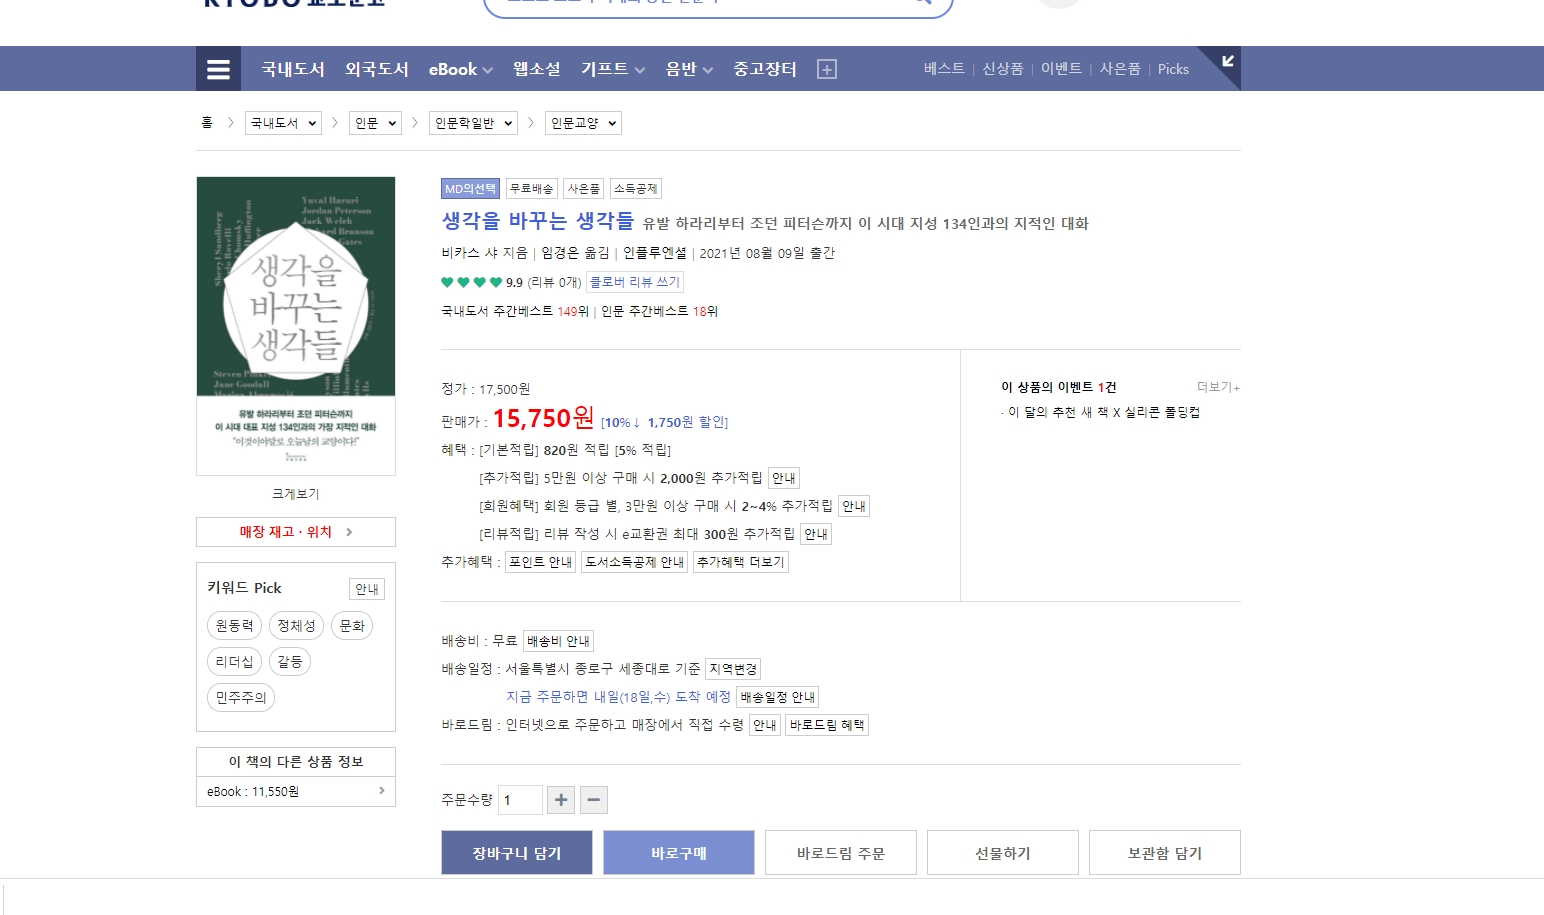 KYOBO 교보문고
국내도서 외국도서 eBook 웹소설 기프트 음반 중고장터
베스트 | 신상품 | 이벤트 | 사은품 | Picks
홈 > 국내도서 > 인문 > 인문학일반 > 인문교양
Yuval Harari
Jordan Peterson
Jack Welch
Richard Branson
Gates
Sheryl Sandberg
Carlo Rovelli
Chomsky
Huffington
생각을
바꾸는
생각들
Steven Pinker
Jane Goodall
유발 하라리부터 조던 피터슨까지
이 시대 대표 지성 134인과의 가장 지적인 대화
"이것이야말로 오늘날의 교양이다!"
크게보기
매장 재고 · 위치 >
키워드 Pick 안내
원동력 정체성 문화
리더십 갈등
민주주의
이 책의 다른 상품 정보
eBook : 11,550원 >
MD의선택 무료배송 사은품 소득공제
생각을 바꾸는 생각들 유발 하라리부터 조던 피터슨까지 이 시대 지성 134인과의 지적인 대화
비카스 샤 지음 | 임경은 옮김 | 인플루엔셜 | 2021년 08월 09일 출간
9.9 (리뷰 0개) 클로버 리뷰 쓰기
국내도서 주간베스트 149위 | 인문 주간베스트 18위
정가 : 17,500원
판매가 : 15,750원 [10%↓ 1,750원 할인]
혜택 : [기본적립] 820원 적립 [5% 적립]
[추가적립] 5만원 이상 구매 시 2,000원 추가적립 안내
[회원혜택] 회원 등급 별, 3만원 이상 구매 시 2~4% 추가적립 안내
[리뷰적립] 리뷰 작성 시 e교환권 최대 300원 추가적립 안내
추가혜택 : 포인트 안내 도서소득공제 안내 추가혜택 더보기
이 상품의 이벤트 1건 더보기+
· 이 달의 추천 새 책 X 실리콘 폴딩컵
배송비 : 무료 배송비 안내
배송일정 : 서울특별시 종로구 세종대로 기준 지역변경
지금 주문하면 내일(18일,수) 도착 예정 배송일정 안내
바로드림 : 인터넷으로 주문하고 매장에서 직접 수령 안내 바로드림 혜택
주문수량 1 + −
장바구니 담기 바로구매 바로드림 주문 선물하기 보관함 담기